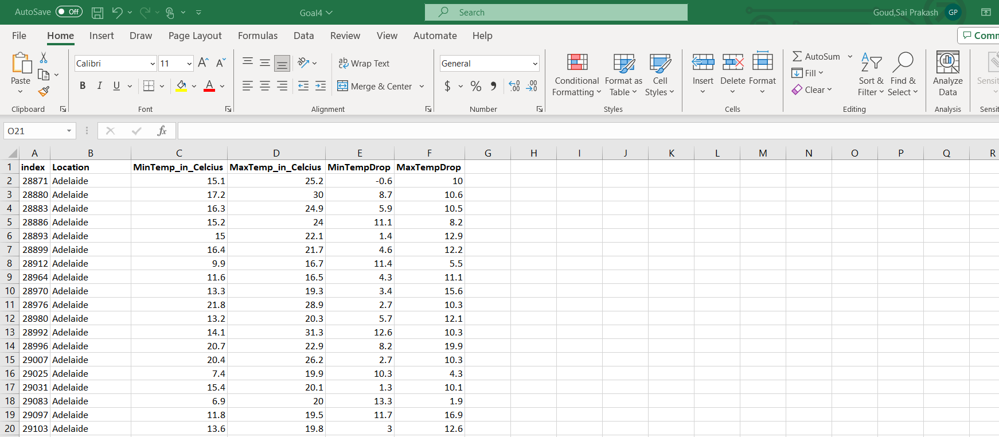 AutoSave Off Goal4 Search Goud,Sai Prakash GP
File Home Insert Draw Page Layout Formulas Data Review View Automate Help Comm
Paste Calibri 11 A A ab Wrap Text General Conditional Formatting Format as Table Cell Styles Insert Delete Format AutoSum Fill Clear Sort & Filter Find & Select Analyze Data Sensit
B I U A Merge & Center $ % .00 .00
Clipboard Font Alignment Number Styles Cells Editing Analysis Sensit
O21 fx
A B C D E F G H I J K L M N O P Q R
1 index Location MinTemp_in_Celcius MaxTemp_in_Celcius MinTempDrop MaxTempDrop
2 28871 Adelaide 15.1 25.2 -0.6 10
3 28880 Adelaide 17.2 30 8.7 10.6
4 28883 Adelaide 16.3 24.9 5.9 10.5
5 28886 Adelaide 15.2 24 11.1 8.2
6 28893 Adelaide 15 22.1 1.4 12.9
7 28899 Adelaide 16.4 21.7 4.6 12.2
8 28912 Adelaide 9.9 16.7 11.4 5.5
9 28964 Adelaide 11.6 16.5 4.3 11.1
10 28970 Adelaide 13.3 19.3 3.4 15.6
11 28976 Adelaide 21.8 28.9 2.7 10.3
12 28980 Adelaide 13.2 20.3 5.7 12.1
13 28992 Adelaide 14.1 31.3 12.6 10.3
14 28996 Adelaide 20.7 22.9 8.2 19.9
15 29007 Adelaide 20.4 26.2 2.7 10.3
16 29025 Adelaide 7.4 19.9 10.3 4.3
17 29031 Adelaide 15.4 20.1 1.3 10.1
18 29083 Adelaide 6.9 20 13.3 1.9
19 29097 Adelaide 11.8 19.5 11.7 16.9
20 29103 Adelaide 13.6 19.8 3 12.6